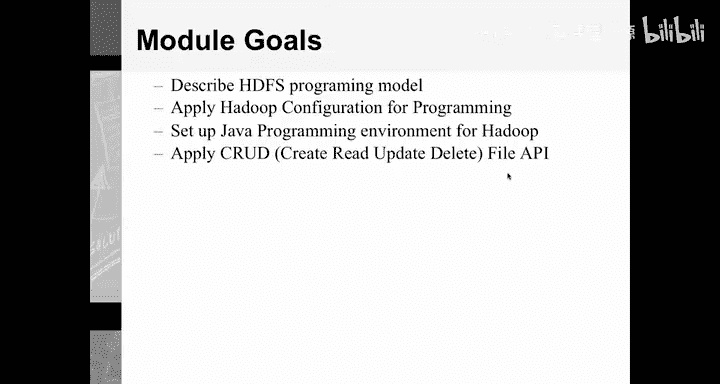 Module Goals
bilibili
– Describe HDFS programing model
– Apply Hadoop Configuration for Programming
– Set up Java Programming environment for Hadoop
– Apply CRUD (Create Read Update Delete) File API